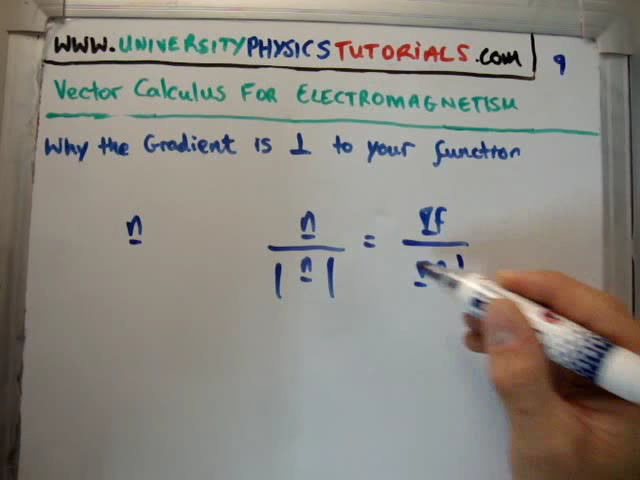 WWW.UNIVERSITYPHYSICSTUTORIALS.COM 9
Vector Calculus FOR ELECTROMAGNETISM
Why the Gradient is ⊥ to your function
n n/|n| = ∇f